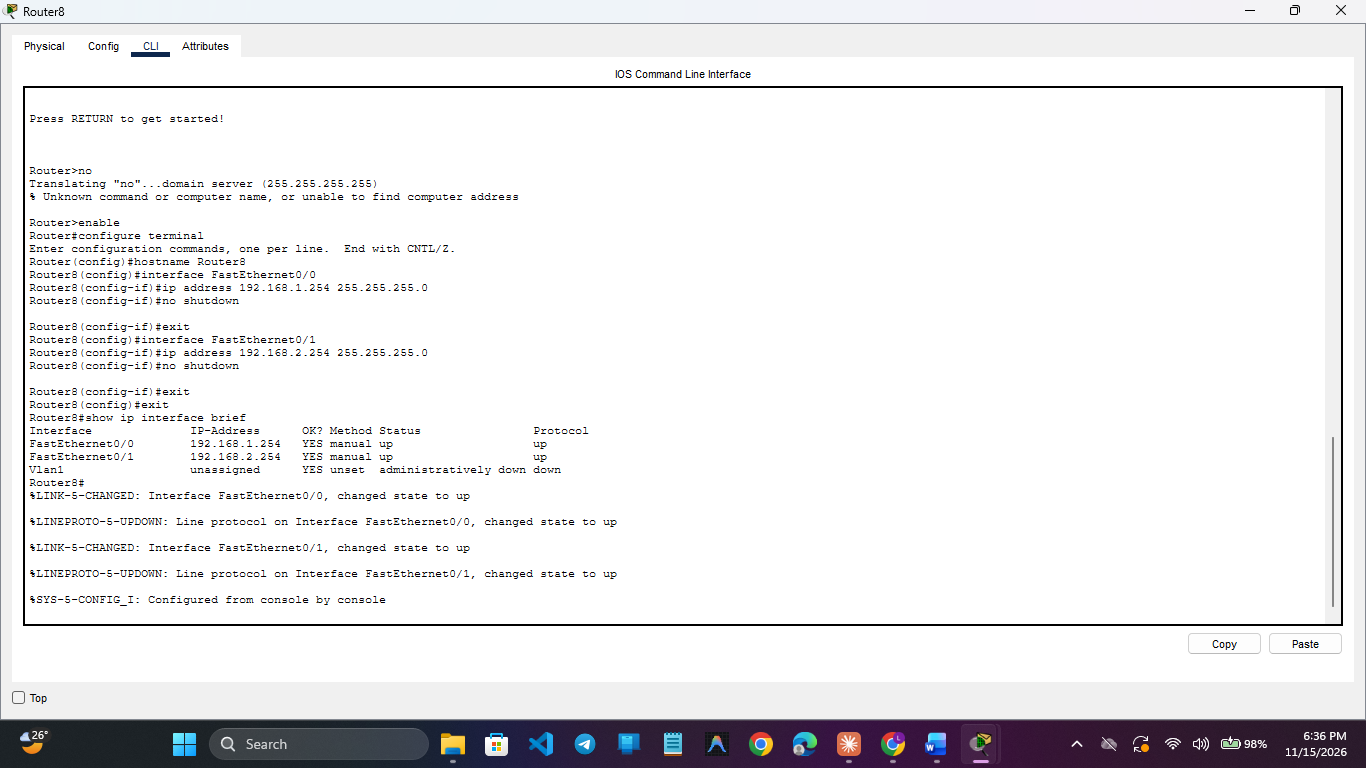 Router8
Physical Config CLI Attributes
IOS Command Line Interface
Press RETURN to get started!
Router>no
Translating "no"...domain server (255.255.255.255)
% Unknown command or computer name, or unable to find computer address
Router>enable
Router#configure terminal
Enter configuration commands, one per line.  End with CNTL/Z.
Router(config)#hostname Router8
Router8(config)#interface FastEthernet0/0
Router8(config-if)#ip address 192.168.1.254 255.255.255.0
Router8(config-if)#no shutdown
Router8(config-if)#exit
Router8(config)#interface FastEthernet0/1
Router8(config-if)#ip address 192.168.2.254 255.255.255.0
Router8(config-if)#no shutdown
Router8(config-if)#exit
Router8(config)#exit
Router8#show ip interface brief
Interface              IP-Address      OK? Method Status                Protocol
FastEthernet0/0        192.168.1.254   YES manual up                    up
FastEthernet0/1        192.168.2.254   YES manual up                    up
Vlan1                  unassigned      YES unset  administratively down down
Router8#
%LINK-5-CHANGED: Interface FastEthernet0/0, changed state to up
%LINEPROTO-5-UPDOWN: Line protocol on Interface FastEthernet0/0, changed state to up
%LINK-5-CHANGED: Interface FastEthernet0/1, changed state to up
%LINEPROTO-5-UPDOWN: Line protocol on Interface FastEthernet0/1, changed state to up
%SYS-5-CONFIG_I: Configured from console by console
Copy Paste
Top
26°
Search
98%
6:36 PM
11/15/2026